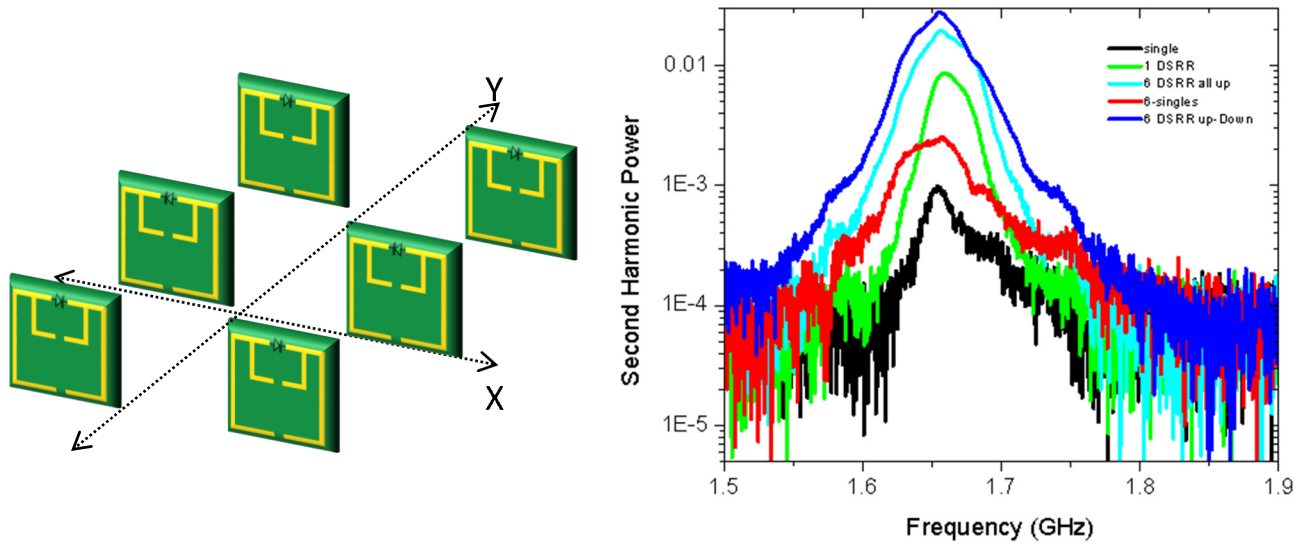 Y
X
Second Harmonic Power
0.01
1E-3
1E-4
1E-5
single
1 DSRR
6 DSRR all up
6-singles
6 DSRR up-Down
1.5 1.6 1.7 1.8 1.9
Frequency (GHz)